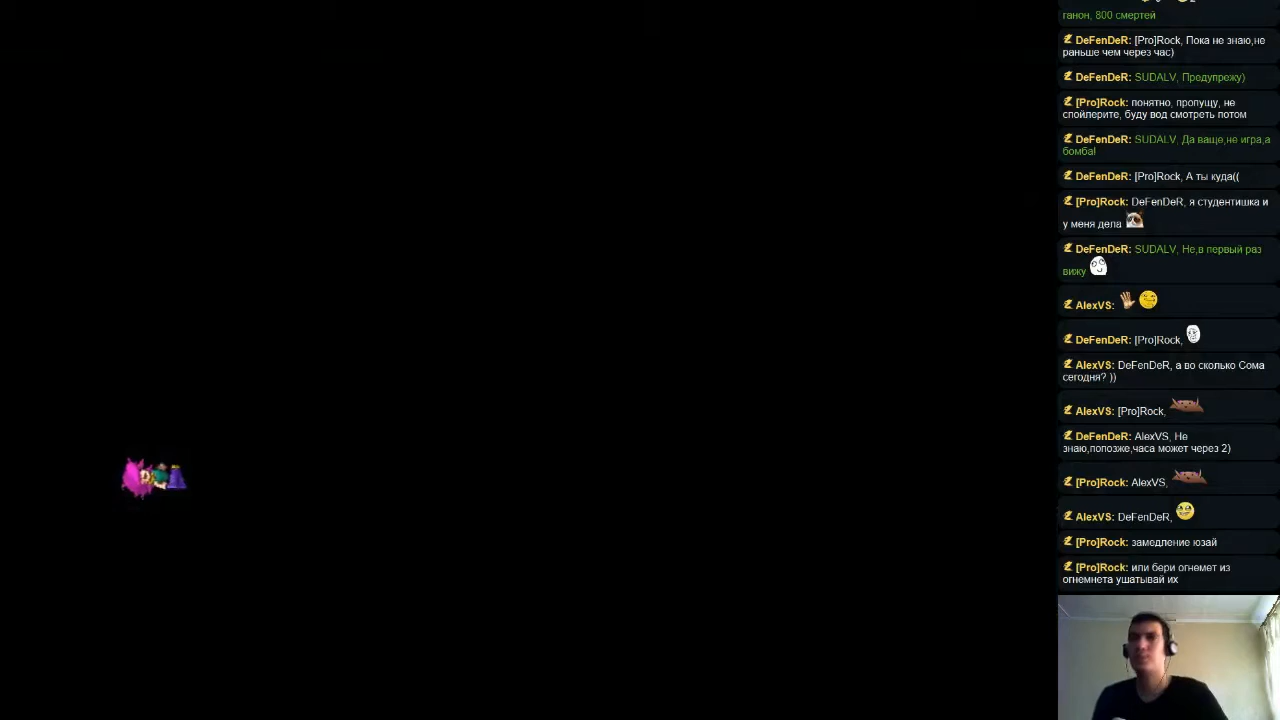 ганон, 800 смертей
DeFenDeR: [Pro]Rock, Пока не знаю,не
раньше чем через час)
DeFenDeR: SUDALV, Предупрежу)
[Pro]Rock: понятно, пропущу, не
спойлерите, буду вод смотреть потом
DeFenDeR: SUDALV, Да ваще,не игра,а
бомба!
DeFenDeR: [Pro]Rock, А ты куда((
[Pro]Rock: DeFenDeR, я студентишка и
у меня дела
DeFenDeR: SUDALV, Не,в первый раз
вижу
AlexVS:
DeFenDeR: [Pro]Rock,
AlexVS: DeFenDeR, а во сколько Сома
сегодня? ))
AlexVS: [Pro]Rock,
DeFenDeR: AlexVS, Не
знаю,попозже,часа может через 2)
[Pro]Rock: AlexVS,
AlexVS: DeFenDeR,
[Pro]Rock: замедление юзай
[Pro]Rock: или бери огнемет из
огнемнета ушатывай их